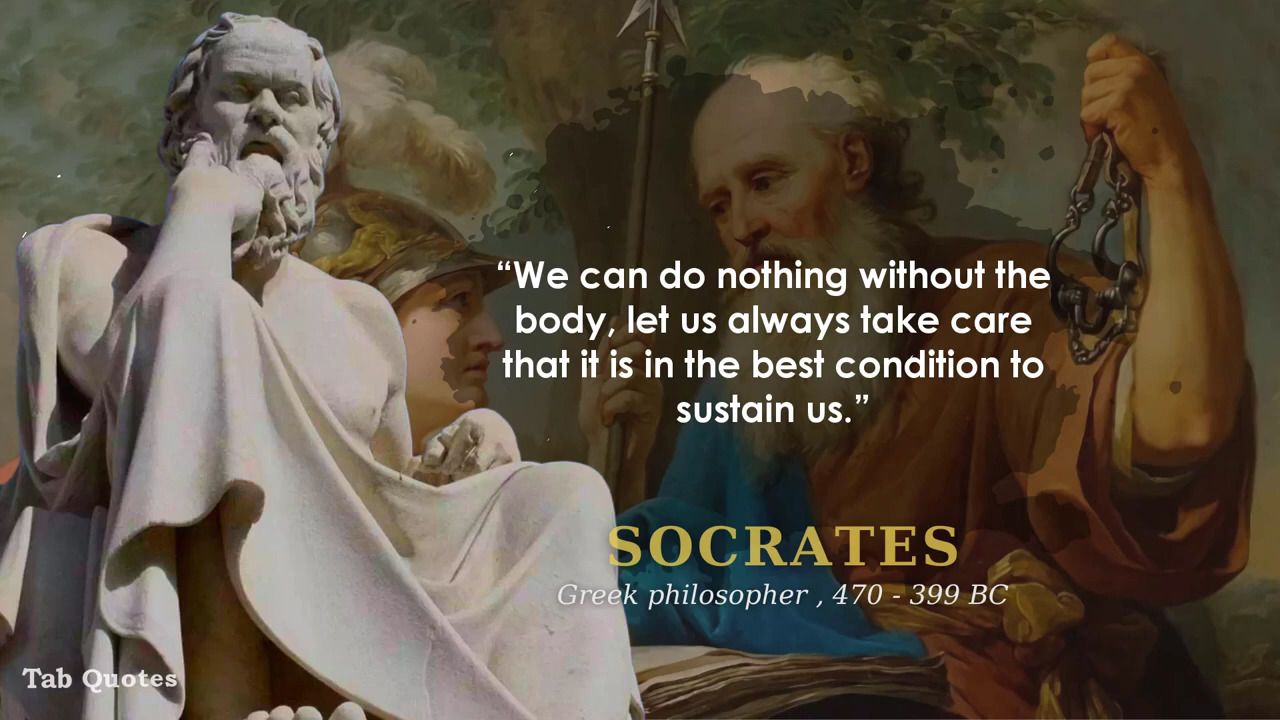 “We can do nothing without the
body, let us always take care
that it is in the best condition to
sustain us.”
SOCRATES
Greek philosopher , 470 - 399 BC
Tab Quotes